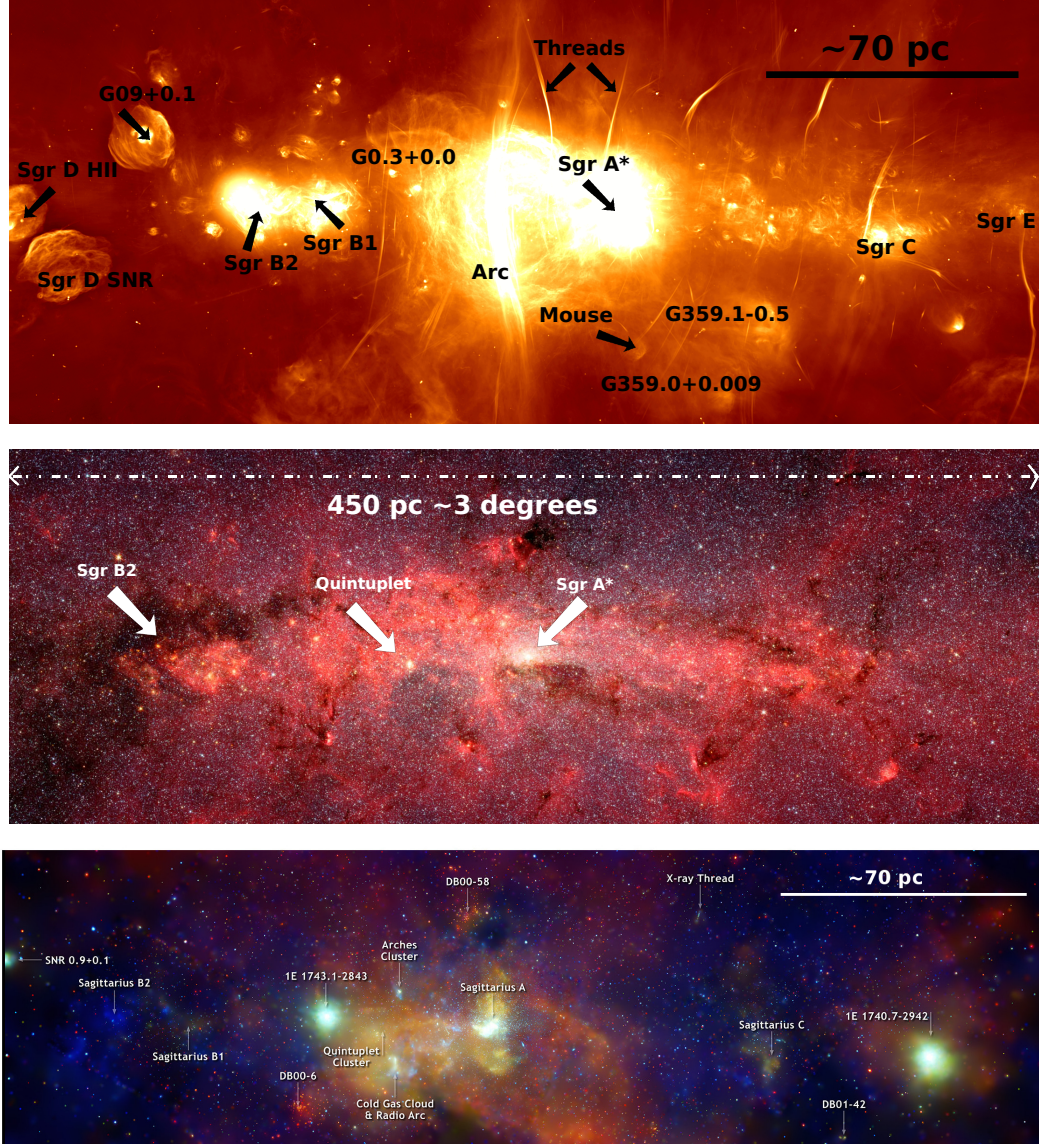 Threads
~70 pc
G09+0.1
G0.3+0.0
Sgr A*
Sgr D HII
Sgr E
Sgr B1
Sgr C
Sgr B2
Arc
Sgr D SNR
Mouse
G359.1-0.5
G359.0+0.009
450 pc ~3 degrees
Sgr B2
Quintuplet
Sgr A*
~70 pc
DB00-58
X-ray Thread
Arches
Cluster
SNR 0.9+0.1
1E 1743.1-2843
Sagittarius B2
Sagittarius A
1E 1740.7-2942
Sagittarius C
Sagittarius B1
Quintuplet
Cluster
DB00-6
Cold Gas Cloud
& Radio Arc
DB01-42